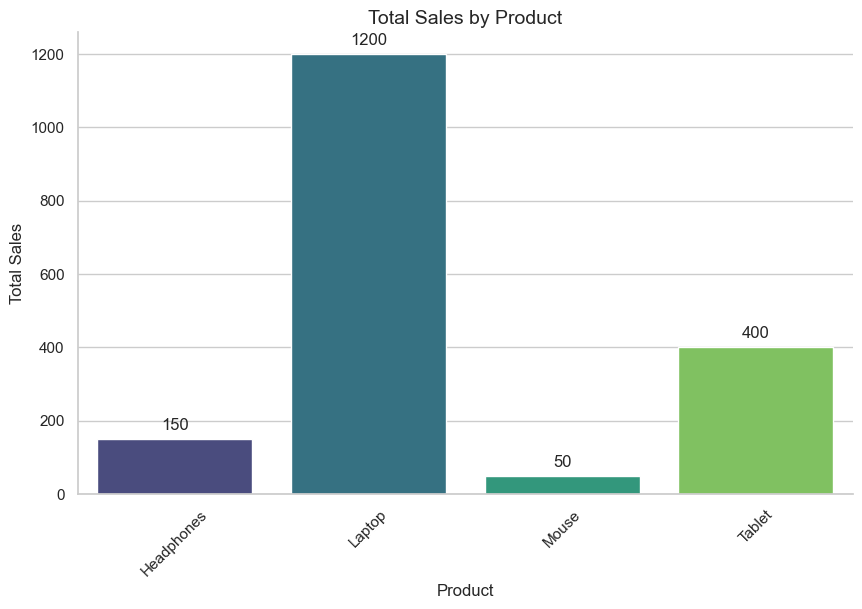 Total Sales by Product
1200
1200
1000
800
Total Sales
600
400
400
200
150
50
0
Headphones
Laptop
Mouse
Tablet
Product